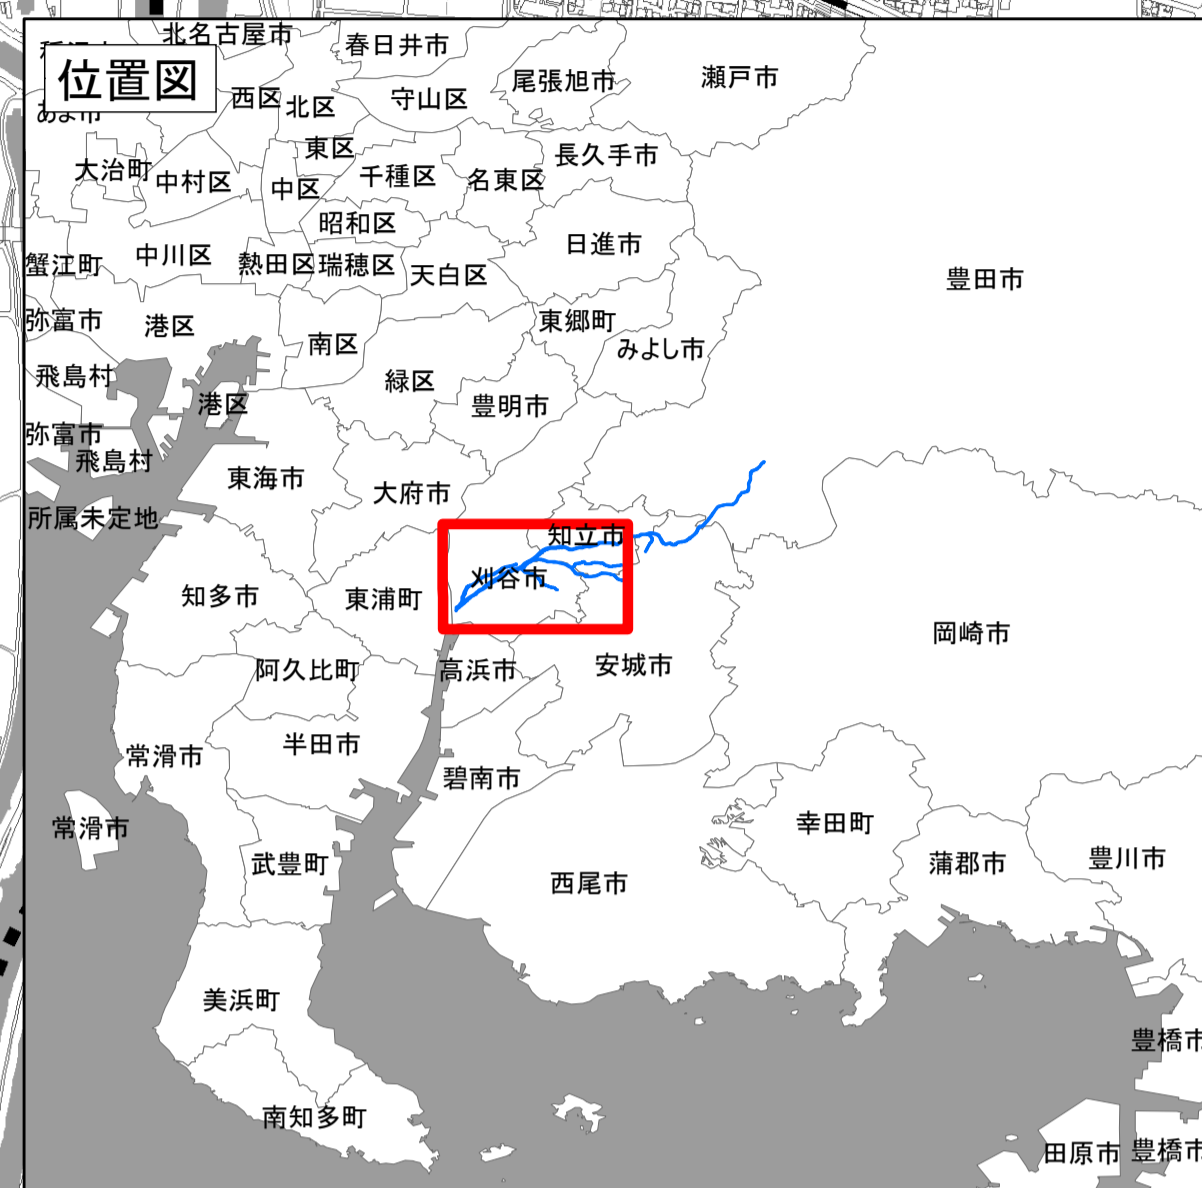 位置図
北名古屋市
春日井市
尾張旭市
瀬戸市
西区
北区
守山区
あま市
東区
長久手市
大治町
中村区
中区
千種区
名東区
昭和区
日進市
中川区
蟹江町
熱田区
瑞穂区
天白区
豊田市
弥富市
港区
東郷町
南区
みよし市
飛島村
緑区
港区
豊明市
弥富市
飛島村
東海市
大府市
所属未定地
知立市
刈谷市
知多市
東浦町
岡崎市
阿久比町
高浜市
安城市
常滑市
半田市
碧南市
常滑市
幸田町
武豊町
西尾市
蒲郡市
豊川市
美浜町
豊橋市
南知多町
田原市
豊橋市